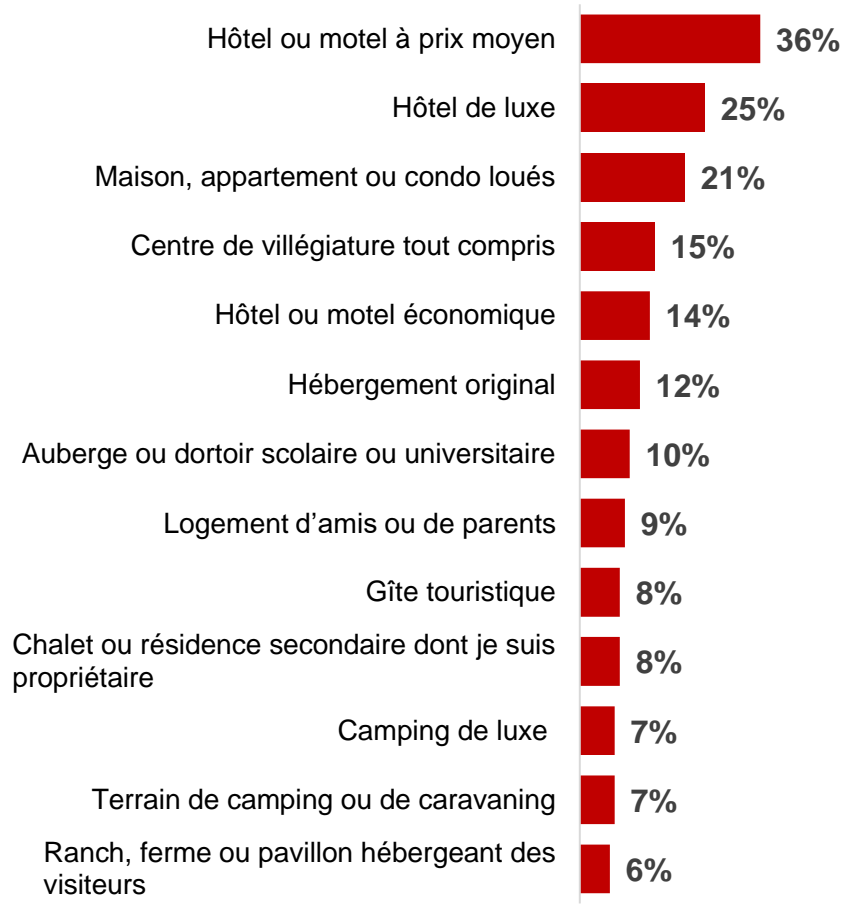 Hôtel ou motel à prix moyen 36%
Hôtel de luxe 25%
Maison, appartement ou condo loués 21%
Centre de villégiature tout compris 15%
Hôtel ou motel économique 14%
Hébergement original 12%
Auberge ou dortoir scolaire ou universitaire 10%
Logement d’amis ou de parents 9%
Gîte touristique 8%
Chalet ou résidence secondaire dont je suis
propriétaire 8%
Camping de luxe 7%
Terrain de camping ou de caravaning 7%
Ranch, ferme ou pavillon hébergeant des
visiteurs 6%